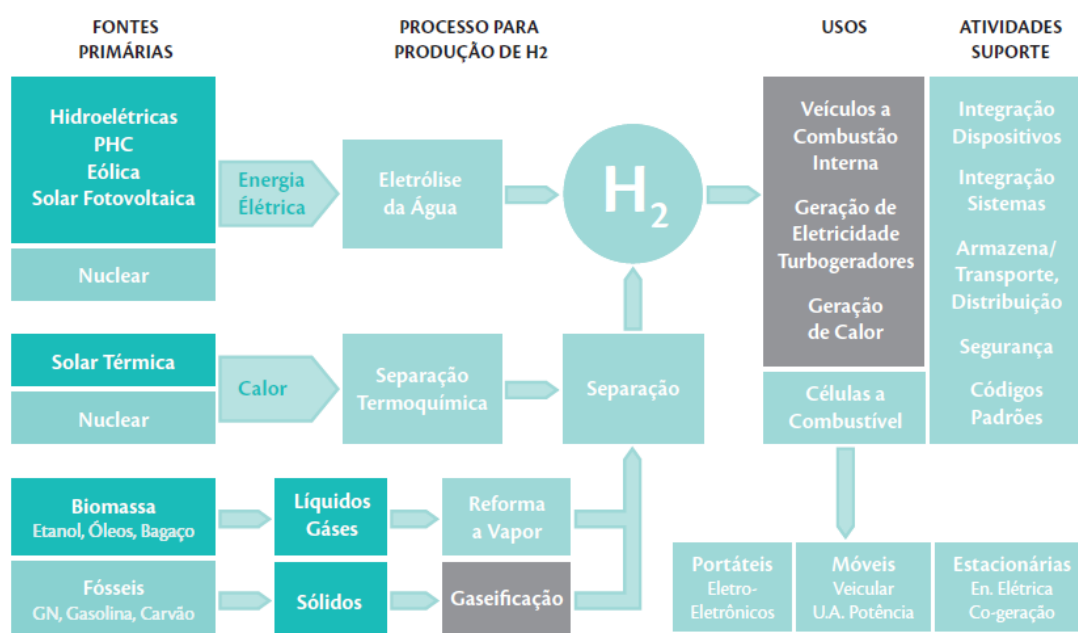 FONTES
PRIMÁRIAS
PROCESSO PARA
PRODUÇÃO DE H2
USOS
ATIVIDADES
SUPORTE
Hidroelétricas
PHC
Eólica
Solar Fotovoltaica
Nuclear
Energia
Élétrica
Eletrólise
da Água
H2
Veículos a
Combustão
Interna
Geração de
Eletricidade
Turbogeradores
Geração
de Calor
Células a
Combustível
Integração
Dispositivos
Integração
Sistemas
Armazena/
Transporte,
Distribuição
Segurança
Códigos
Padrões
Solar Térmica
Nuclear
Calor
Separação
Termoquímica
Separação
Biomassa
Etanol, Óleos, Bagaço
Líquidos
Gáses
Reforma
a Vapor
Fósseis
GN, Gasolina, Carvão
Sólidos
Gaseificação
Portáteis
Eletro-
Eletrônicos
Móveis
Veicular
U.A. Potência
Estacionárias
En. Elétrica
Co-geração